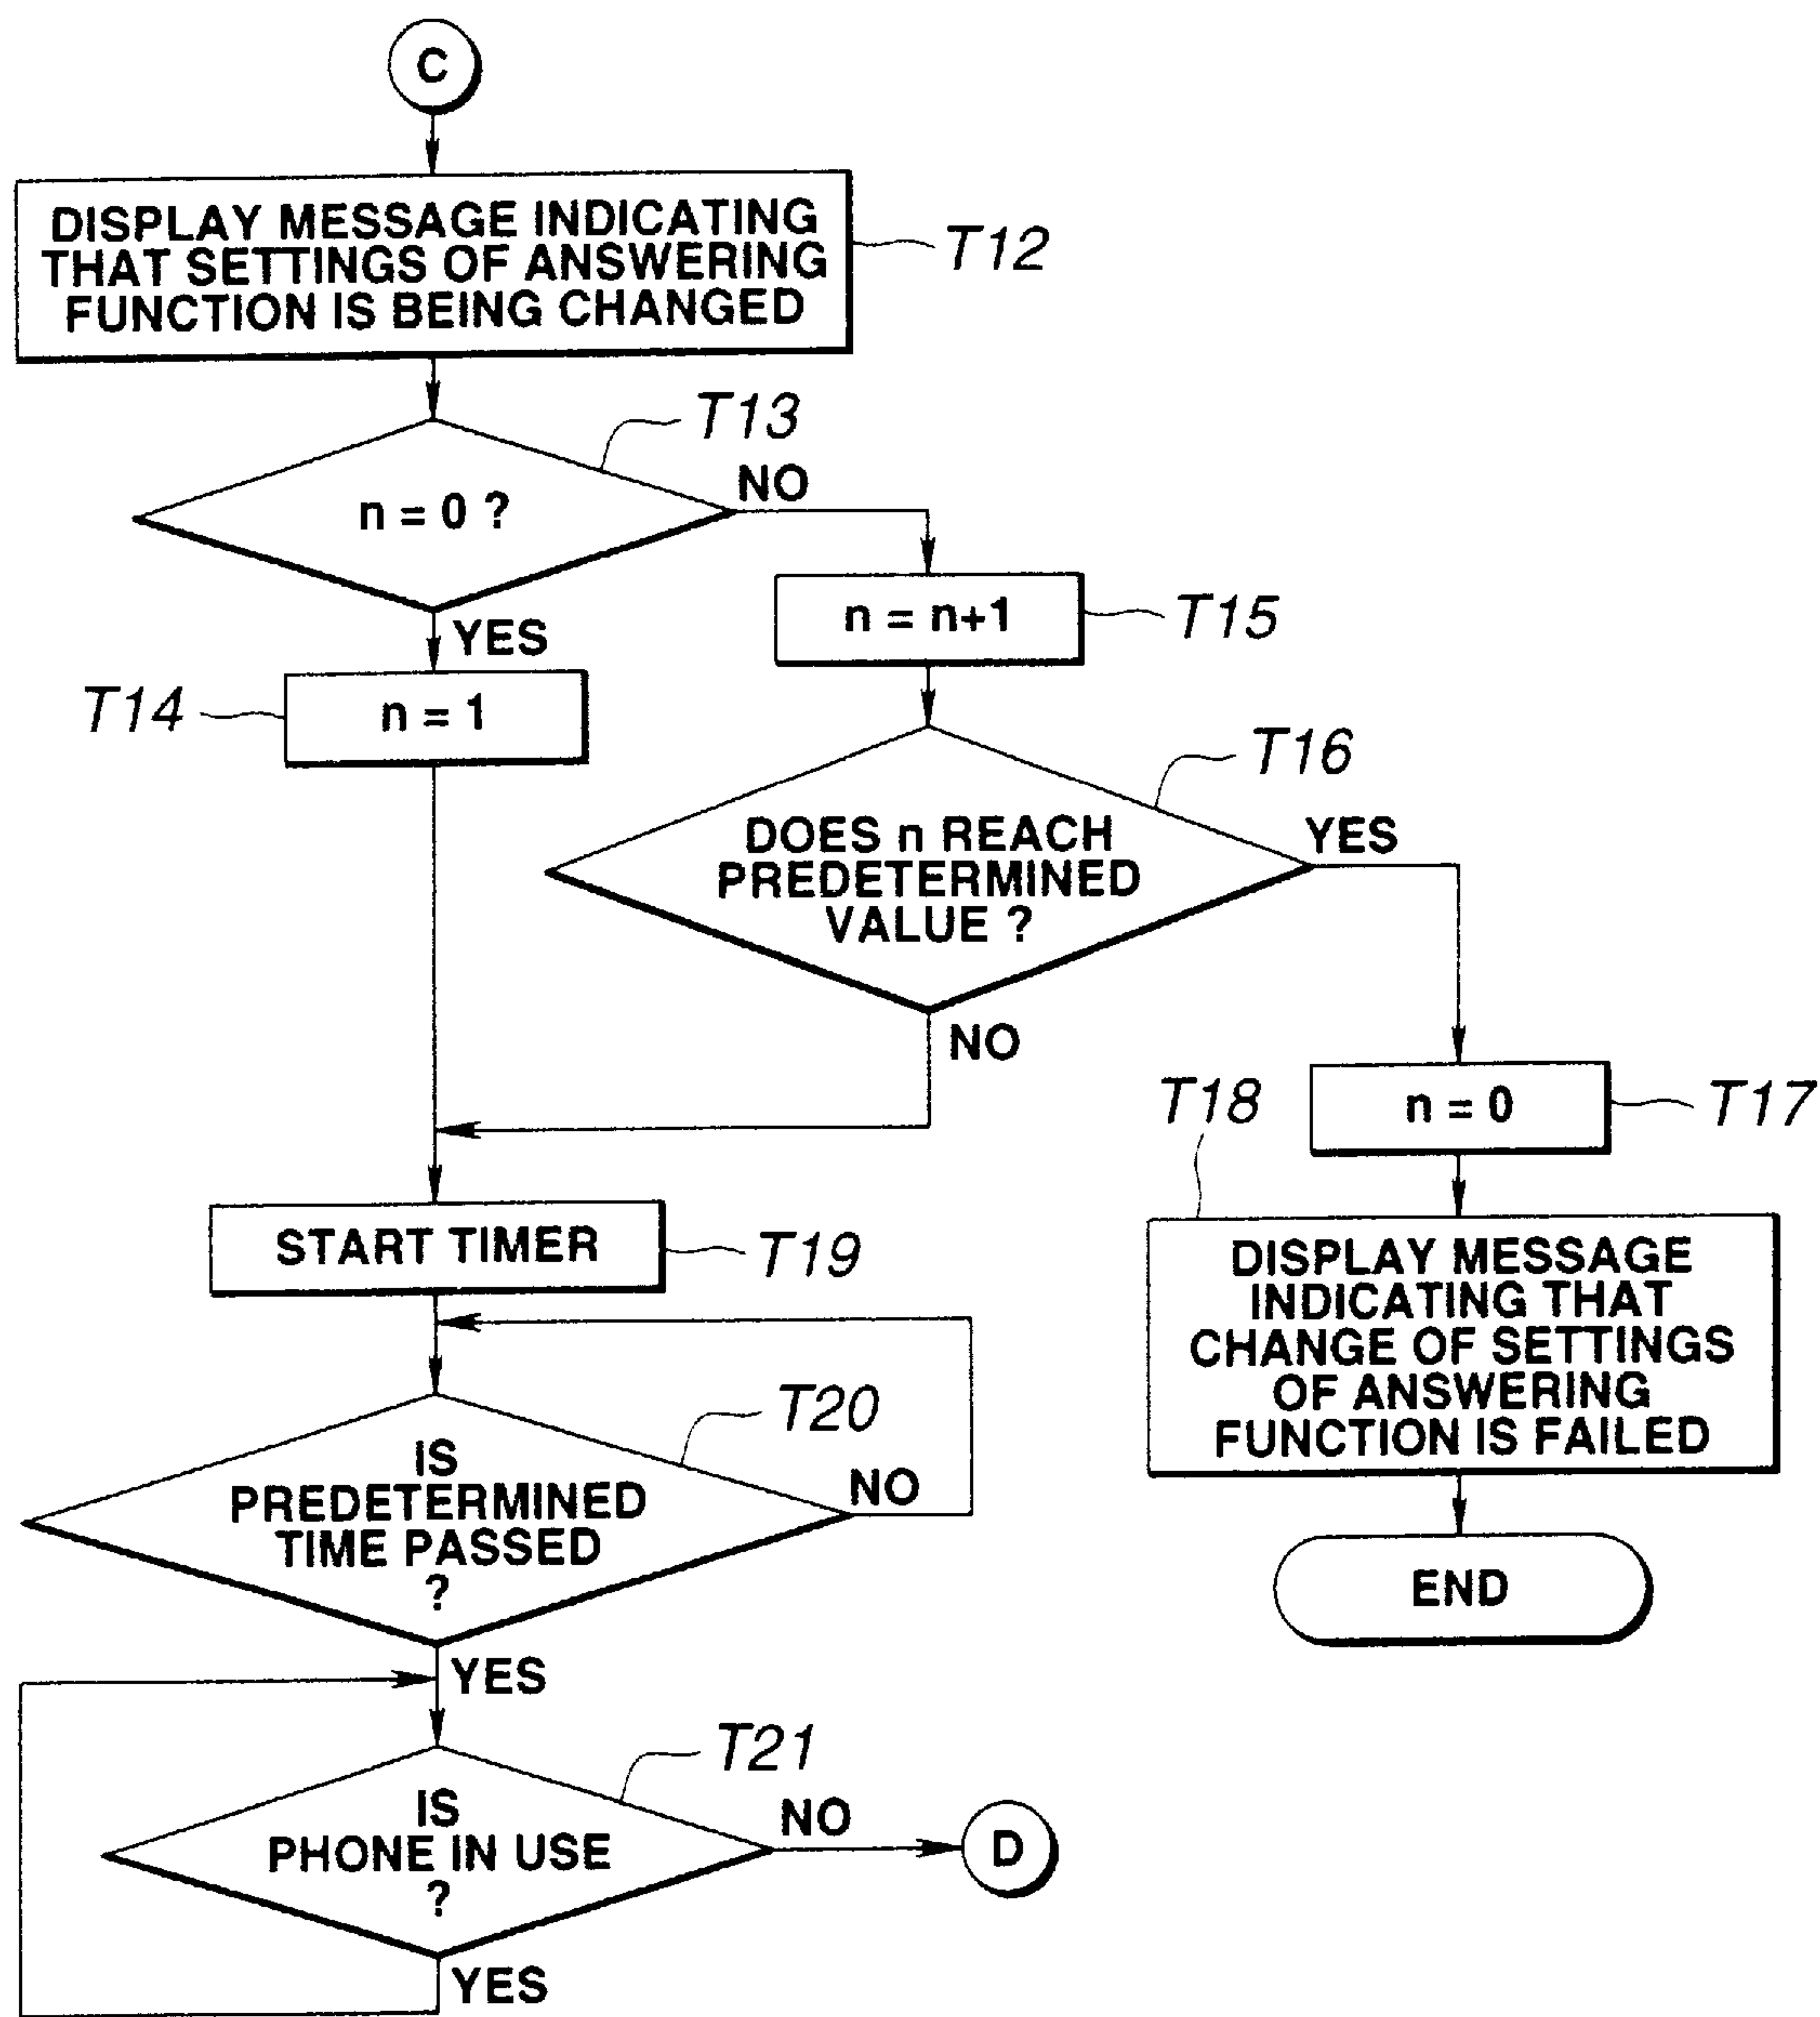 C
DISPLAY MESSAGE INDICATING
THAT SETTINGS OF ANSWERING
FUNCTION IS BEING CHANGED
T12
T13
n = 0 ?
NO
YES
n = n+1
T15
T14
n = 1
T16
DOES n REACH
PREDETERMINED
VALUE ?
YES
NO
n = 0
T17
T18
START TIMER
T19
DISPLAY MESSAGE
INDICATING THAT
CHANGE OF SETTINGS
OF ANSWERING
FUNCTION IS FAILED
T20
IS
PREDETERMINED
TIME PASSED
?
NO
YES
END
T21
IS
PHONE IN USE
?
NO
D
YES